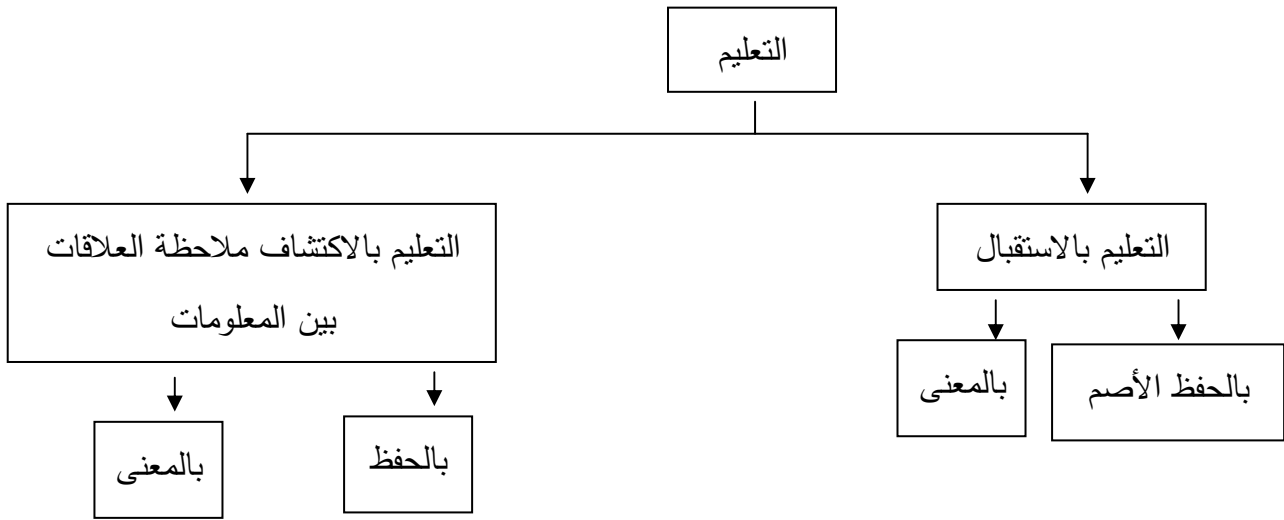 التعليم
التعليم بالاستقبال
التعليم بالاكتشاف ملاحظة العلاقات
بين المعلومات
بالحفظ الأصم
بالمعنى
بالحفظ
بالمعنى